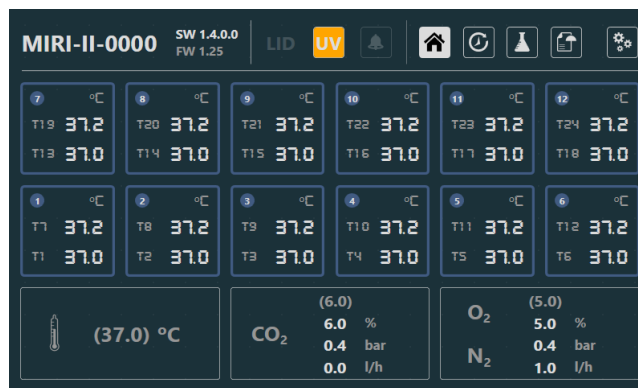 MIRI-II-0000 SW 1.4.0.0 LID UV
FW 1.25
7 °C 8 °C 9 °C 10 °C 11 °C 12 °C
T19 37.2 T20 37.2 T21 37.2 T22 37.2 T23 37.2 T24 37.2
T13 37.0 T14 37.0 T15 37.0 T16 37.0 T17 37.0 T18 37.0
1 °C 2 °C 3 °C 4 °C 5 °C 6 °C
T7 37.2 T8 37.2 T9 37.2 T10 37.2 T11 37.2 T12 37.2
T1 37.0 T2 37.0 T3 37.0 T4 37.0 T5 37.0 T6 37.0
(37.0) °C
CO₂
(6.0)
6.0 %
0.4 bar
0.0 l/h
O₂
N₂
(5.0)
5.0 %
0.4 bar
1.0 l/h